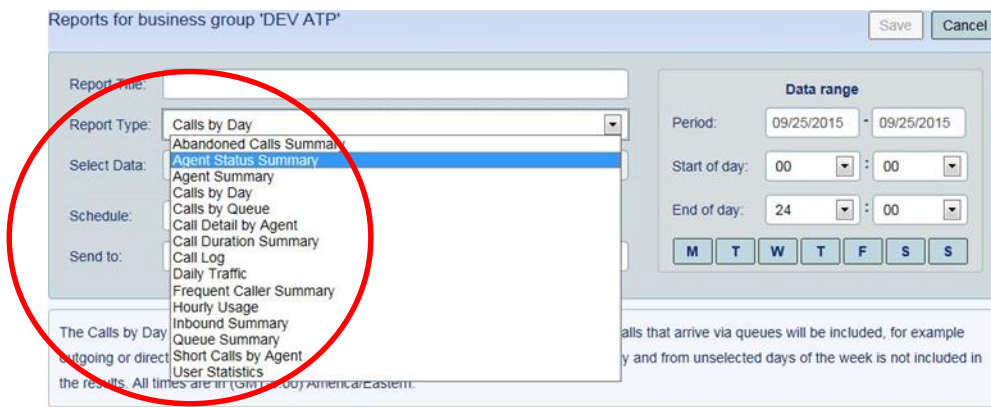 Reports for business group 'DEV ATP'
Save Cancel
Report Title:
Data range
Report Type: Calls by Day
Period: 09/25/2015 - 09/25/2015
Abandoned Calls Summary
Agent Status Summary
Select Data:
Start of day: 00 : 00
Agent Summary
Calls by Day
Calls by Queue
Schedule:
End of day: 24 : 00
Call Detail by Agent
Call Duration Summary
Send to:
Call Log
M T W T F S S
Daily Traffic
Frequent Caller Summary
Hourly Usage
Inbound Summary
Queue Summary
Short Calls by Agent
User Statistics
The Calls by Day alls that arrive via queues will be included, for example
outgoing or direct y and from unselected days of the week is not included in
the results. All times are in (GMT-5:00) America/Eastern.